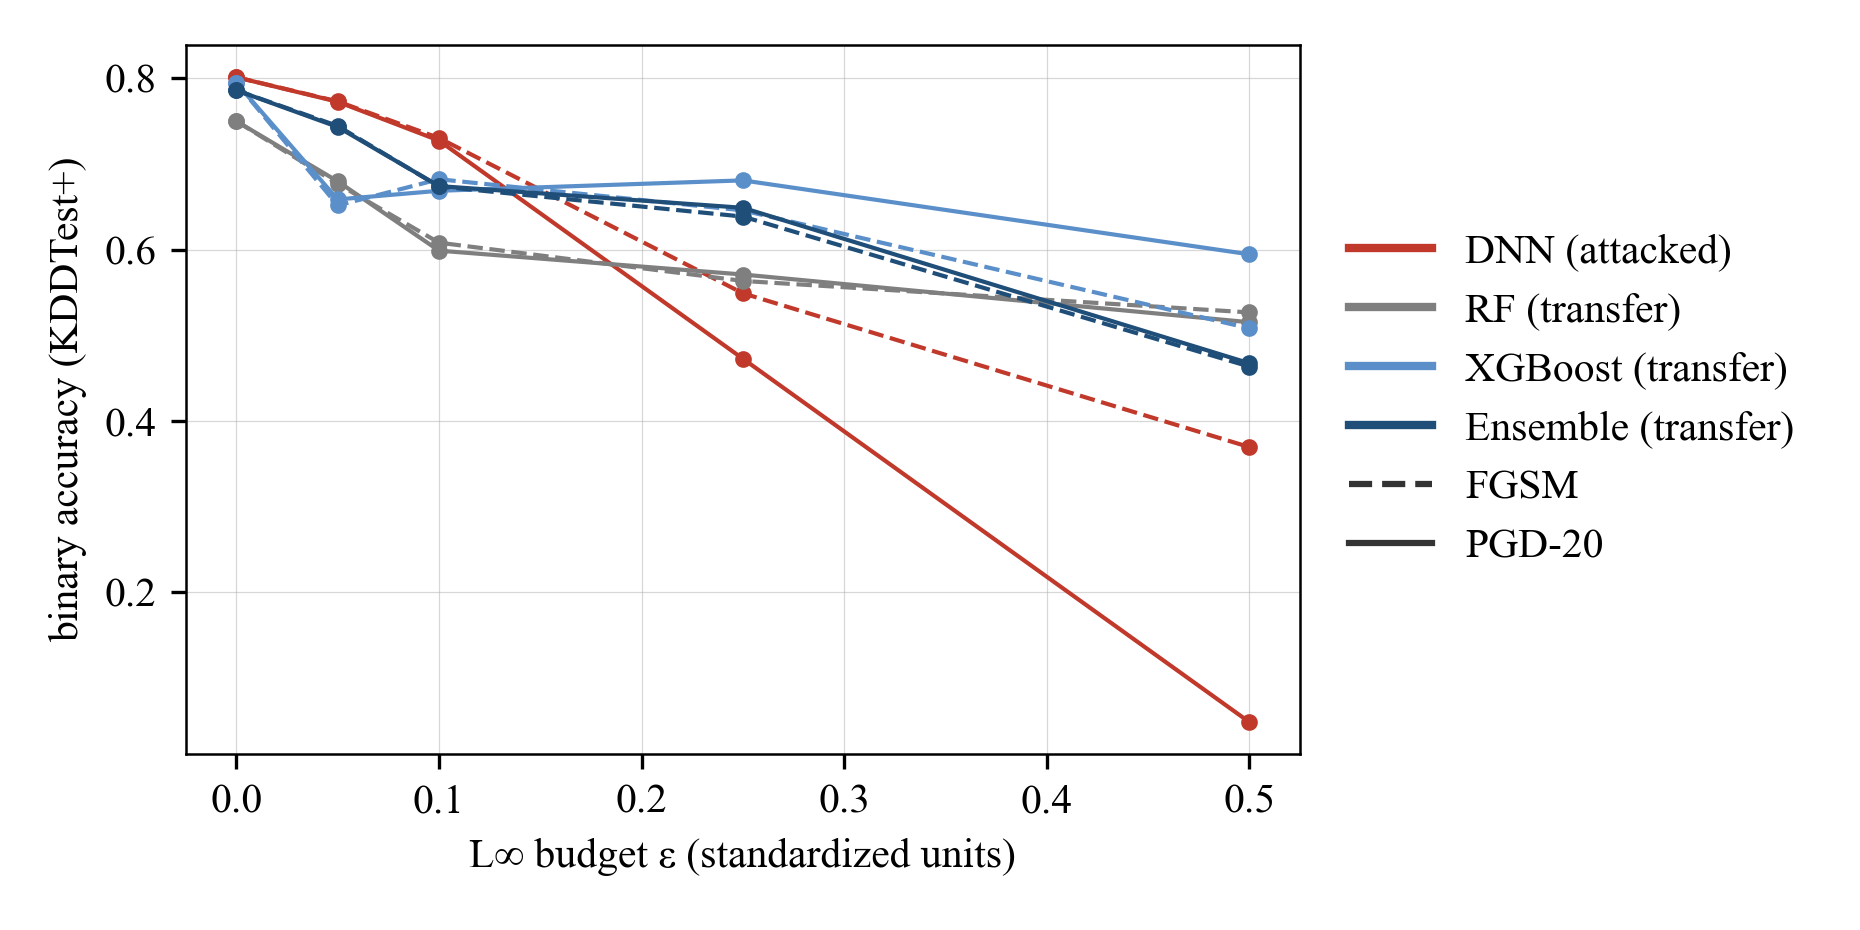 0.8
0.6
0.4
0.2
binary accuracy (KDDTest+)
0.0 0.1 0.2 0.3 0.4 0.5
L∞ budget ε (standardized units)
DNN (attacked)
RF (transfer)
XGBoost (transfer)
Ensemble (transfer)
FGSM
PGD-20